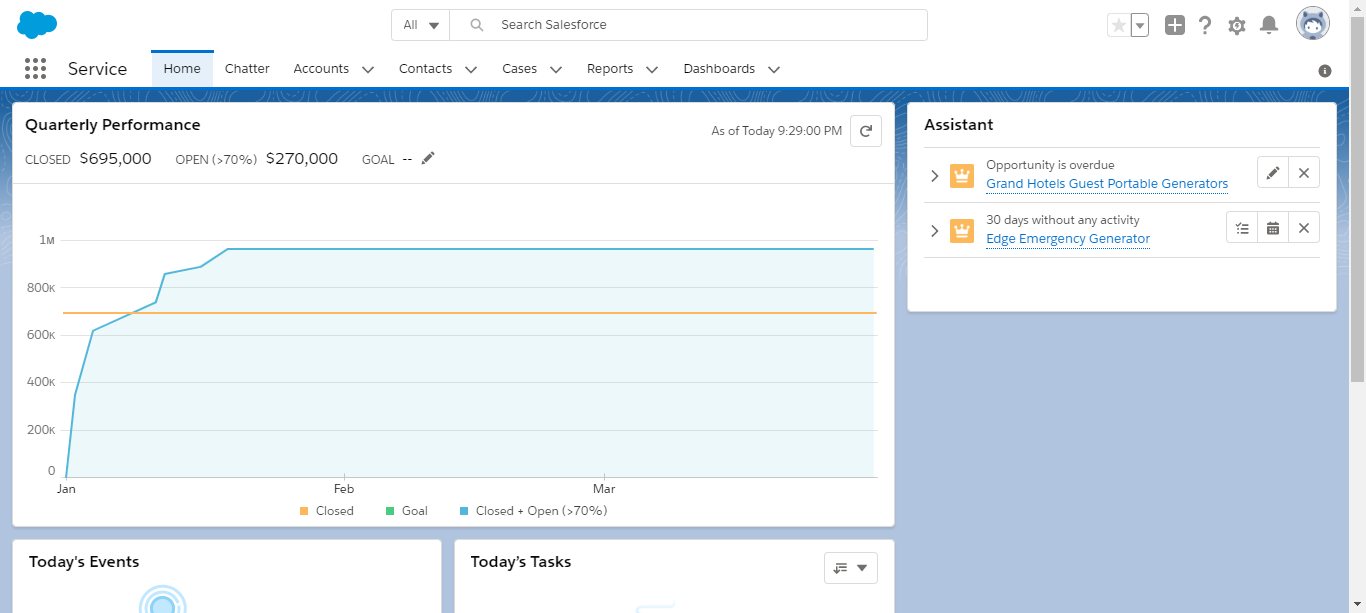 All
Search Salesforce
Service
Home
Chatter
Accounts
Contacts
Cases
Reports
Dashboards
Quarterly Performance
As of Today 9:29:00 PM
CLOSED $695,000 OPEN (>70%) $270,000 GOAL --
1M
800K
600K
400K
200K
0
Jan Feb Mar
Closed Goal Closed + Open (>70%)
Assistant
Opportunity is overdue
Grand Hotels Guest Portable Generators
30 days without any activity
Edge Emergency Generator
Today's Events
Today’s Tasks